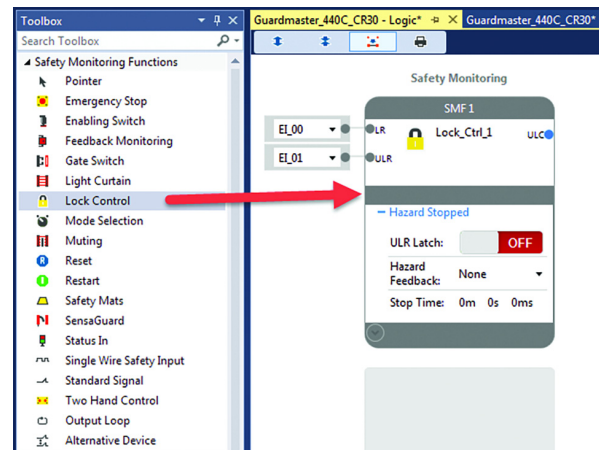 Toolbox
Search Toolbox
Safety Monitoring Functions
Pointer
Emergency Stop
Enabling Switch
Feedback Monitoring
Gate Switch
Light Curtain
Lock Control
Mode Selection
Muting
Reset
Restart
Safety Mats
SensaGuard
Status In
Single Wire Safety Input
Standard Signal
Two Hand Control
Output Loop
Alternative Device
Guardmaster_440C_CR30 - Logic* Guardmaster_440C_CR30*
Safety Monitoring
SMF 1
EI_00 LR Lock_Ctrl_1 ULC
EI_01 ULR
Hazard Stopped
ULR Latch: OFF
Hazard
Feedback: None
Stop Time: 0m 0s 0ms